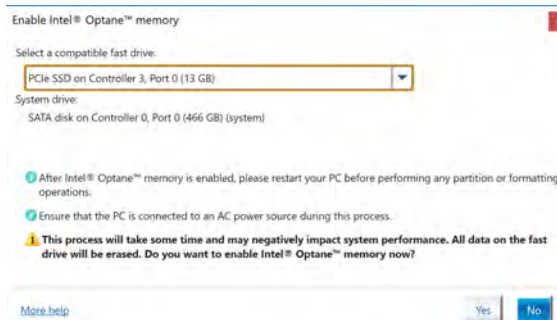 Enable Intel® Optane™ memory
Select a compatible fast drive:
PCIe SSD on Controller 3, Port 0 (13 GB)
System drive:
SATA disk on Controller 0, Port 0 (466 GB) (system)
After Intel® Optane™ memory is enabled, please restart your PC before performing any partition or formatting
operations.
Ensure that the PC is connected to an AC power source during this process.
This process will take some time and may negatively impact system performance. All data on the fast
drive will be erased. Do you want to enable Intel® Optane™ memory now?
More help
Yes
No